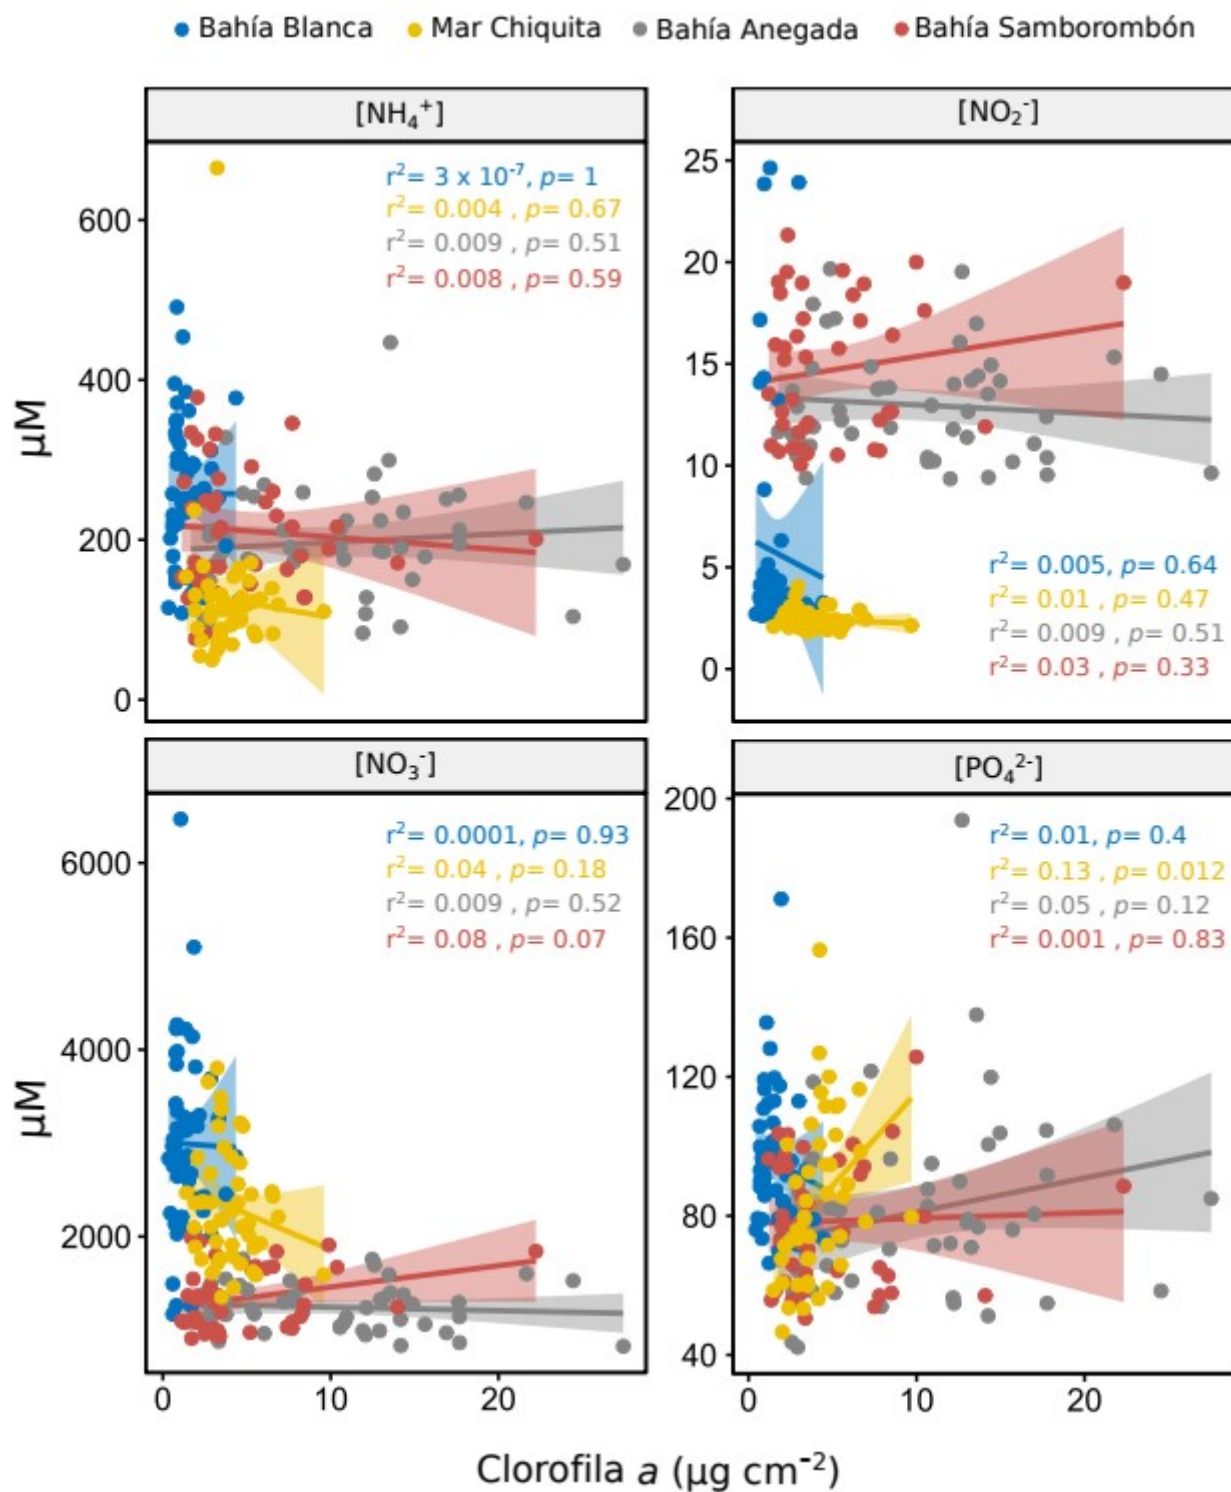 Bahía Blanca Mar Chiquita Bahía Anegada Bahía Samborombón
[NH₄⁺]
r²= 3 x 10⁻⁷, p= 1
r²= 0.004 , p= 0.67
r²= 0.009 , p= 0.51
r²= 0.008 , p= 0.59
600
400
200
0
µM
[NO₂⁻]
25
20
15
10
5
0
r²= 0.005, p= 0.64
r²= 0.01 , p= 0.47
r²= 0.009 , p= 0.51
r²= 0.03 , p= 0.33
[NO₃⁻]
r²= 0.0001, p= 0.93
r²= 0.04 , p= 0.18
r²= 0.009 , p= 0.52
r²= 0.08 , p= 0.07
6000
4000
2000
µM
0 10 20
[PO₄²⁻]
200
160
120
80
40
r²= 0.01, p= 0.4
r²= 0.13 , p= 0.012
r²= 0.05 , p= 0.12
r²= 0.001 , p= 0.83
0 10 20
Clorofila a (µg cm⁻²)